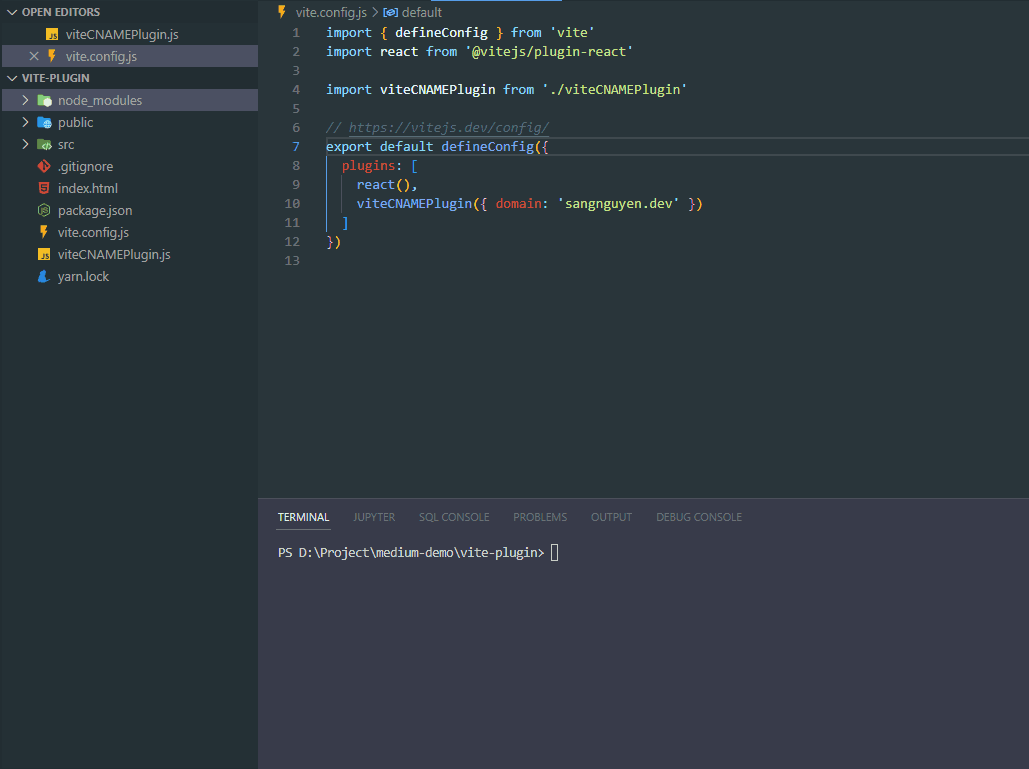 OPEN EDITORS
viteCNAMEPlugin.js
vite.config.js
VITE-PLUGIN
node_modules
public
src
.gitignore
index.html
package.json
vite.config.js
viteCNAMEPlugin.js
yarn.lock
vite.config.js > default
1 import { defineConfig } from 'vite'
2 import react from '@vitejs/plugin-react'
3
4 import viteCNAMEPlugin from './viteCNAMEPlugin'
5
6 // https://vitejs.dev/config/
7 export default defineConfig({
8   plugins: [
9     react(),
10     viteCNAMEPlugin({ domain: 'sangnguyen.dev' })
11   ]
12 })
13
TERMINAL JUPYTER SQL CONSOLE PROBLEMS OUTPUT DEBUG CONSOLE
PS D:\Project\medium-demo\vite-plugin>